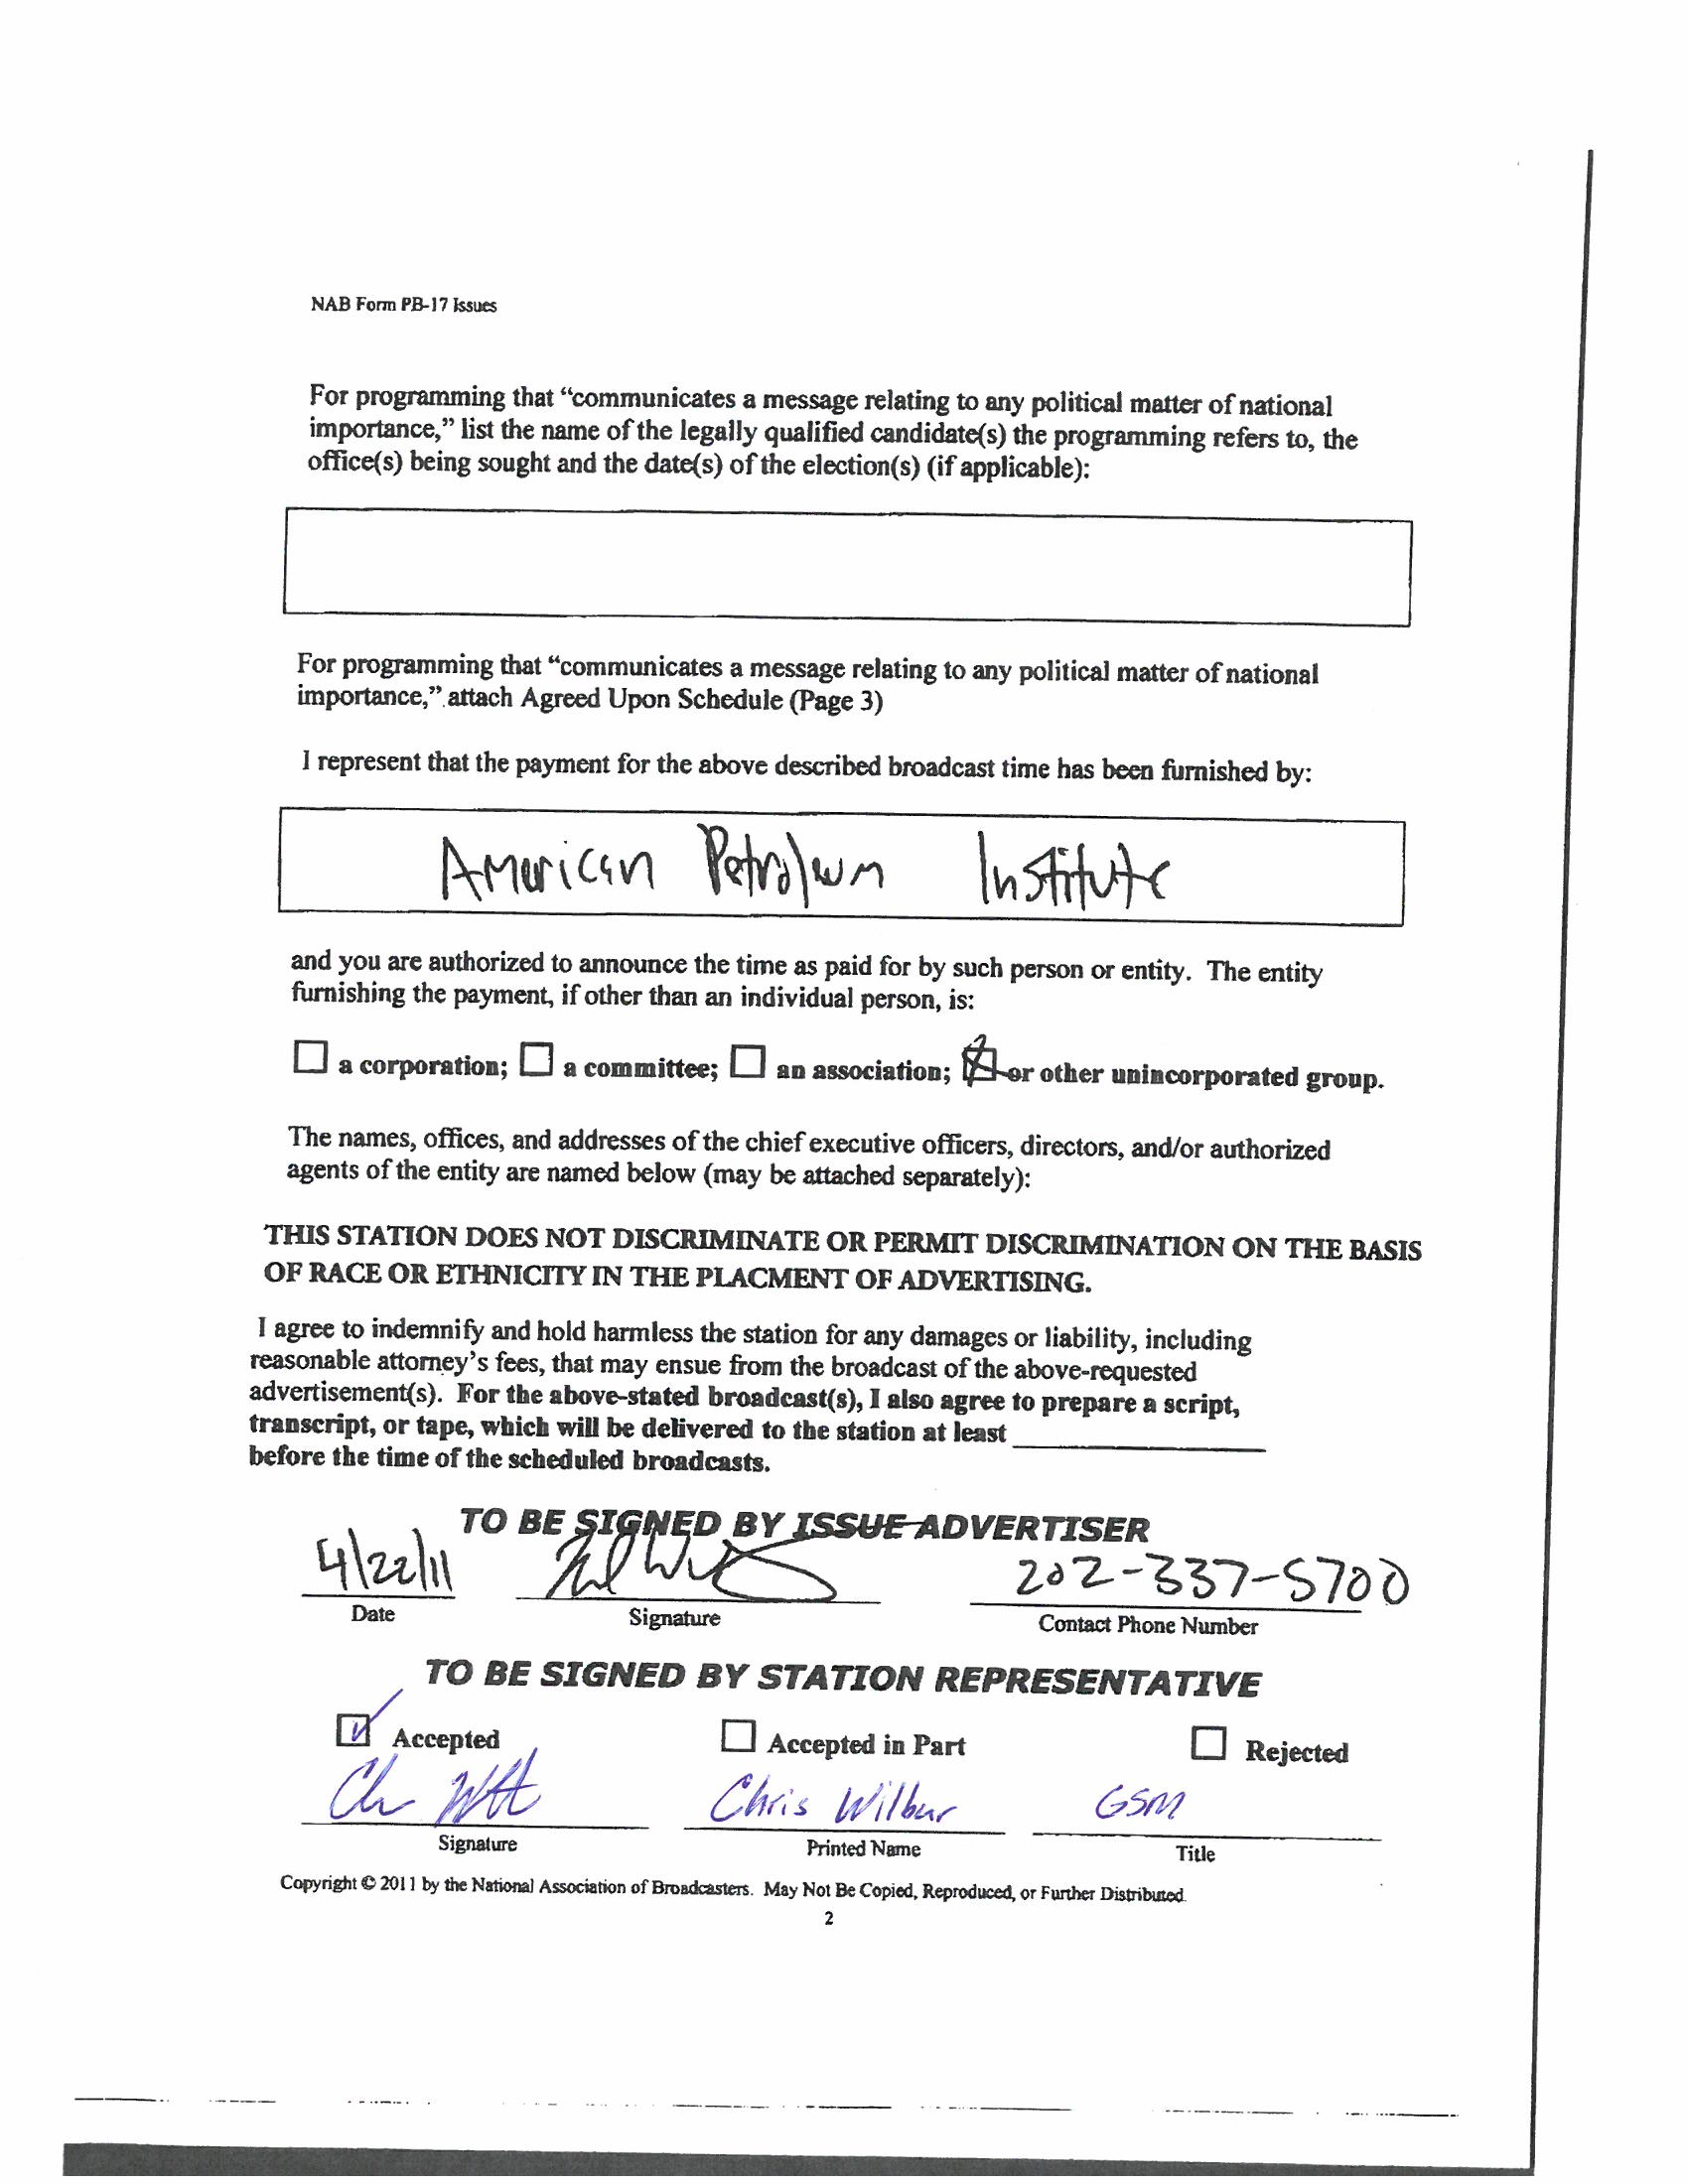 NAB Form PB-17 Issues
For programming that “communicates a message relating to any political matter of national
importance,” list the name of the legally qualified candidate(s) the programming refers to, the
office(s) being sought and the date(s) of the election(s) (if applicable):
For programming that “communicates a message relating to any political matter of national
importance,” attach Agreed Upon Schedule (Page 3)
I represent that the payment for the above described broadcast time has been furnished by:
American Petroleum Institute
and you are authorized to announce the time as paid for by such person or entity. The entity
furnishing the payment, if other than an individual person, is:
a corporation; a committee; an association; or other unincorporated group.
The names, offices, and addresses of the chief executive officers, directors, and/or authorized
agents of the entity are named below (may be attached separately):
THIS STATION DOES NOT DISCRIMINATE OR PERMIT DISCRIMINATION ON THE BASIS
OF RACE OR ETHNICITY IN THE PLACMENT OF ADVERTISING.
I agree to indemnify and hold harmless the station for any damages or liability, including
reasonable attorney’s fees, that may ensue from the broadcast of the above-requested
advertisement(s). For the above-stated broadcast(s), I also agree to prepare a script,
transcript, or tape, which will be delivered to the station at least
before the time of the scheduled broadcasts.
TO BE SIGNED BY ISSUE ADVERTISER
4/22/11 202-337-5700
Date Signature Contact Phone Number
TO BE SIGNED BY STATION REPRESENTATIVE
Accepted Accepted in Part Rejected
Chris Wilbur GSM
Signature Printed Name Title
Copyright © 2011 by the National Association of Broadcasters. May Not Be Copied, Reproduced, or Further Distributed.
2